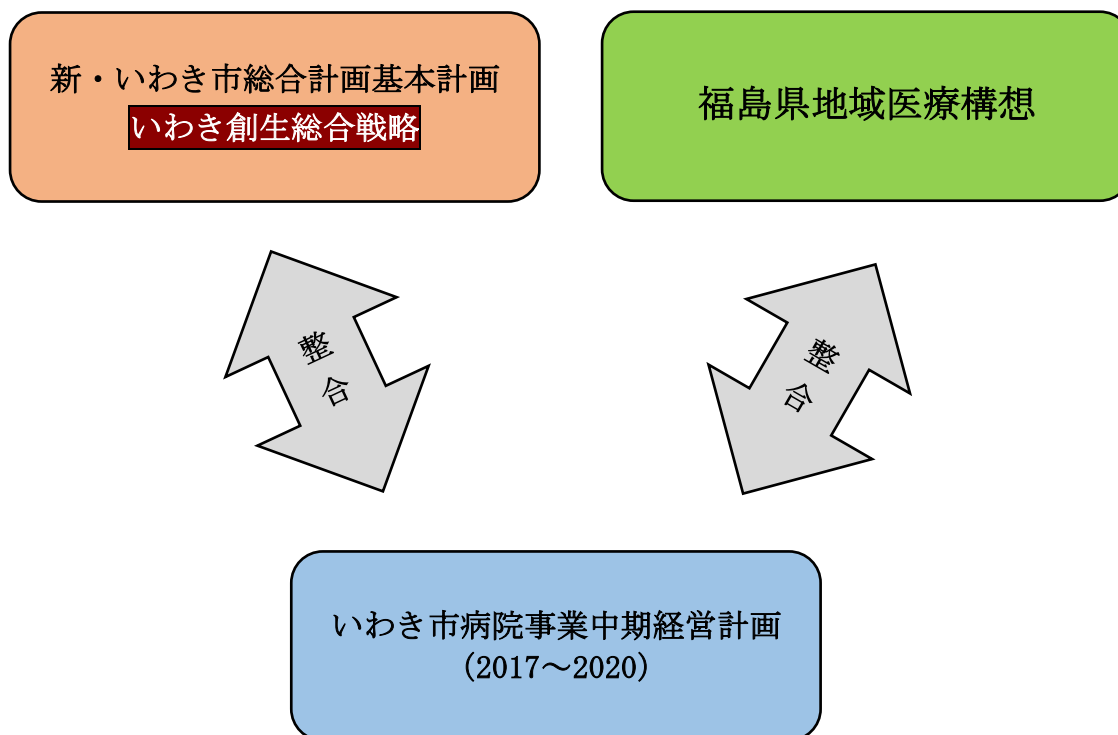 新・いわき市総合計画基本計画
いわき創生総合戦略
福島県地域医療構想
整
合
整
合
いわき市病院事業中期経営計画
(2017～2020)